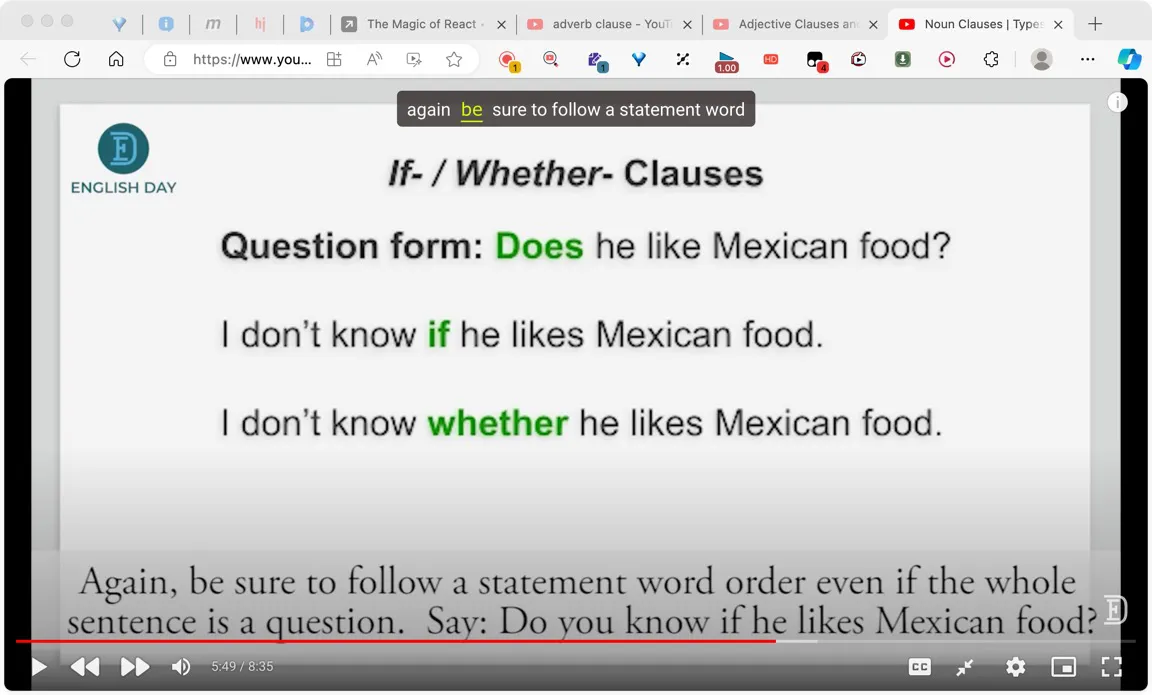 m
hj
The Magic of React -
adverb clause - YouT
Adjective Clauses an
Noun Clauses | Types
https://www.you...
1
1
1.00
HD
4
again be sure to follow a statement word
ENGLISH DAY
If- / Whether- Clauses
Question form: Does he like Mexican food?
I don't know if he likes Mexican food.
I don't know whether he likes Mexican food.
Again, be sure to follow a statement word order even if the whole
sentence is a question. Say: Do you know if he likes Mexican food?
5:49 / 8:35
CC